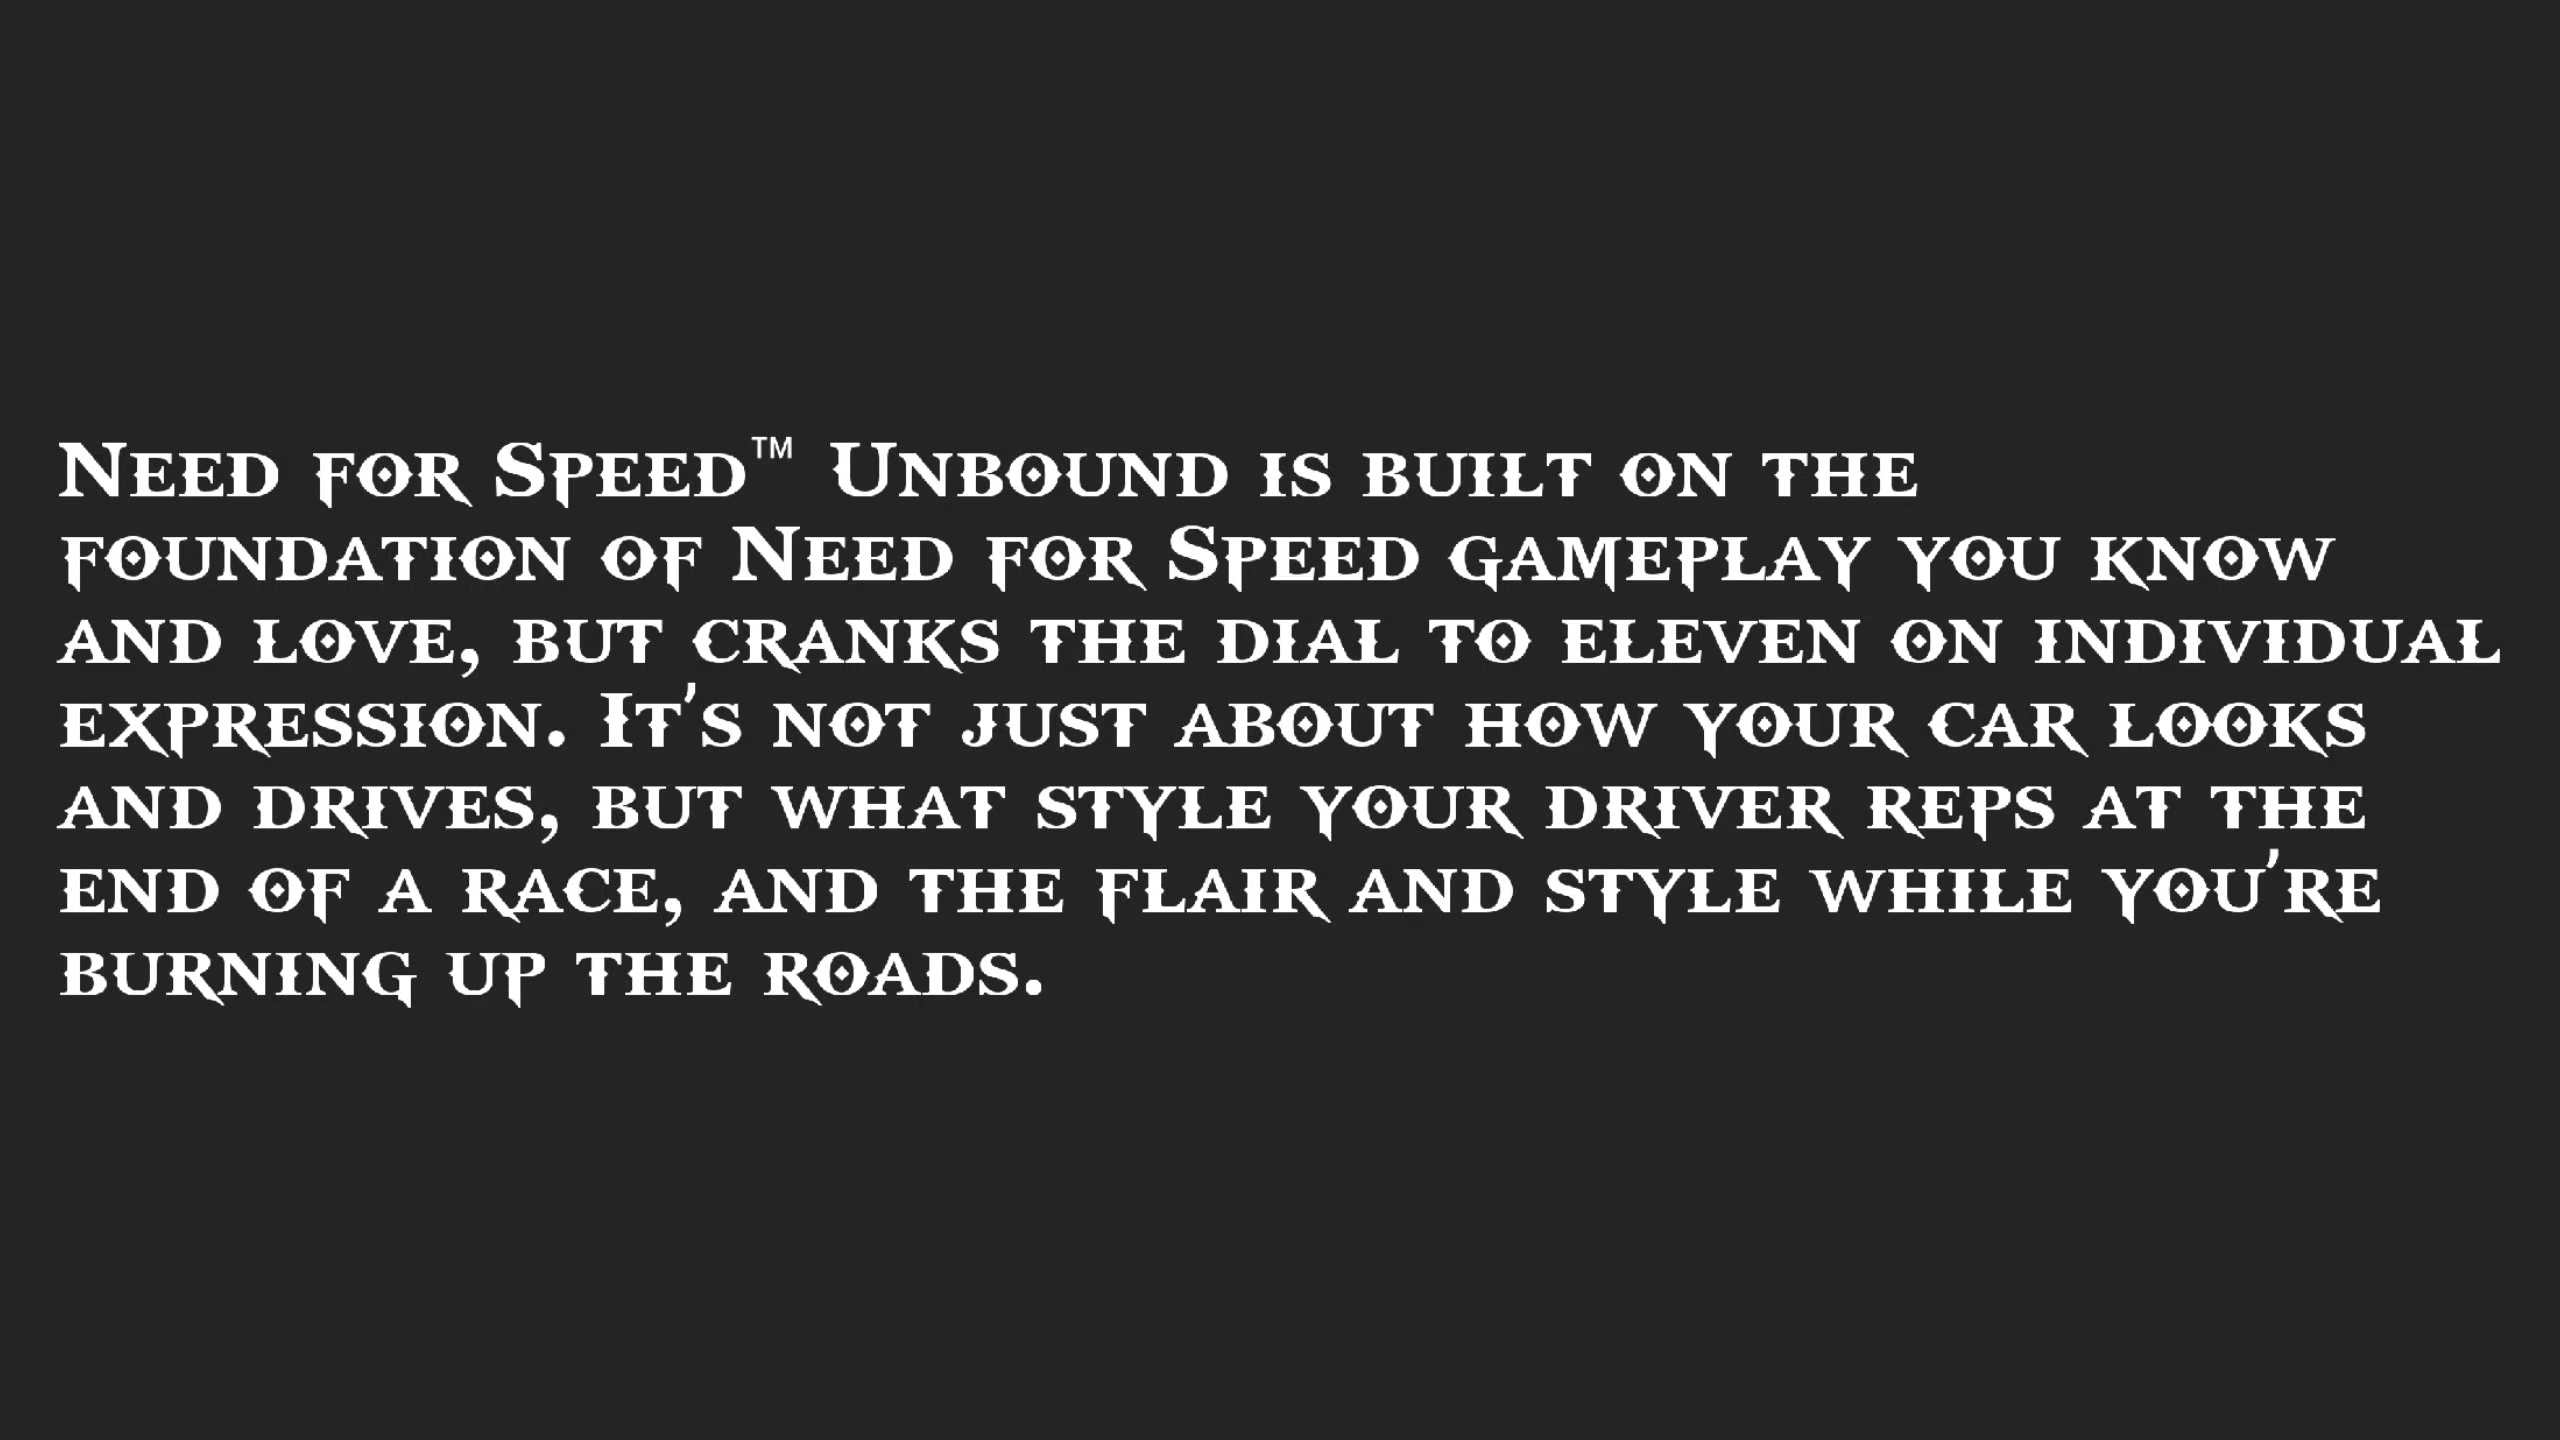 Need for Speed™ Unbound is built on the
foundation of Need for Speed gameplay you know
and love, but cranks the dial to eleven on individual
expression. It's not just about how your car looks
and drives, but what style your driver reps at the
end of a race, and the flair and style while you're
burning up the roads.